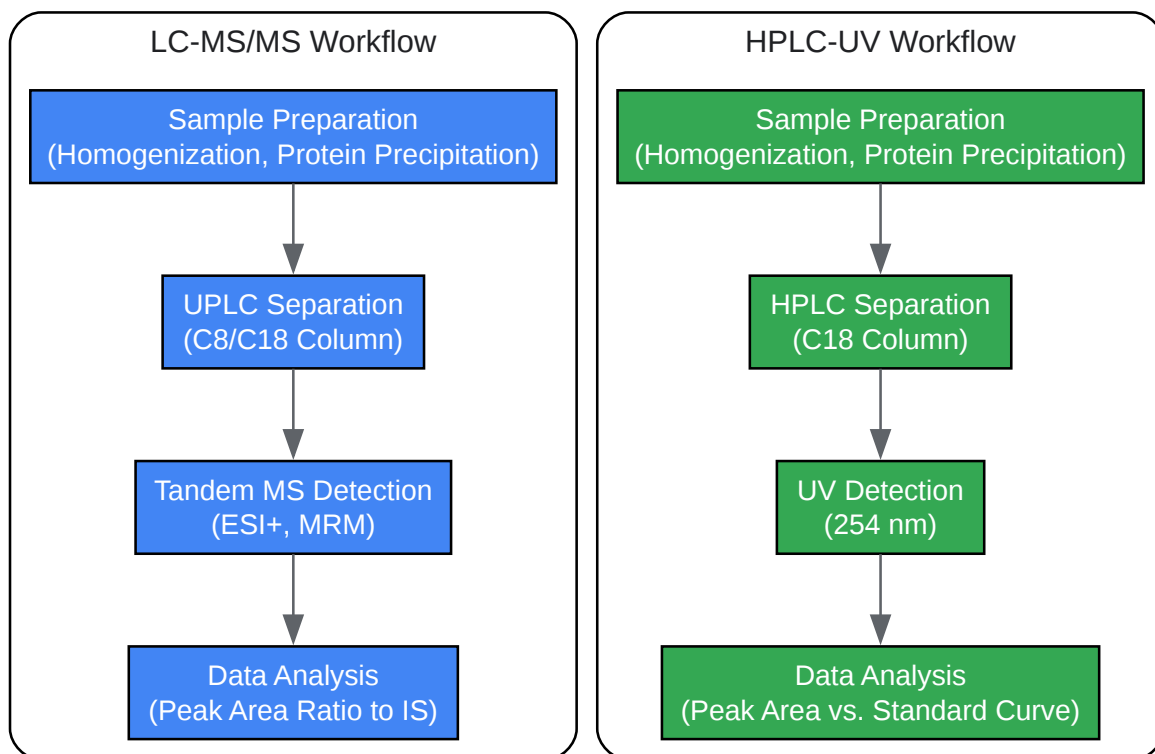 LC-MS/MS Workflow
Sample Preparation
(Homogenization, Protein Precipitation)
UPLC Separation
(C8/C18 Column)
Tandem MS Detection
(ESI+, MRM)
Data Analysis
(Peak Area Ratio to IS)
HPLC-UV Workflow
Sample Preparation
(Homogenization, Protein Precipitation)
HPLC Separation
(C18 Column)
UV Detection
(254 nm)
Data Analysis
(Peak Area vs. Standard Curve)